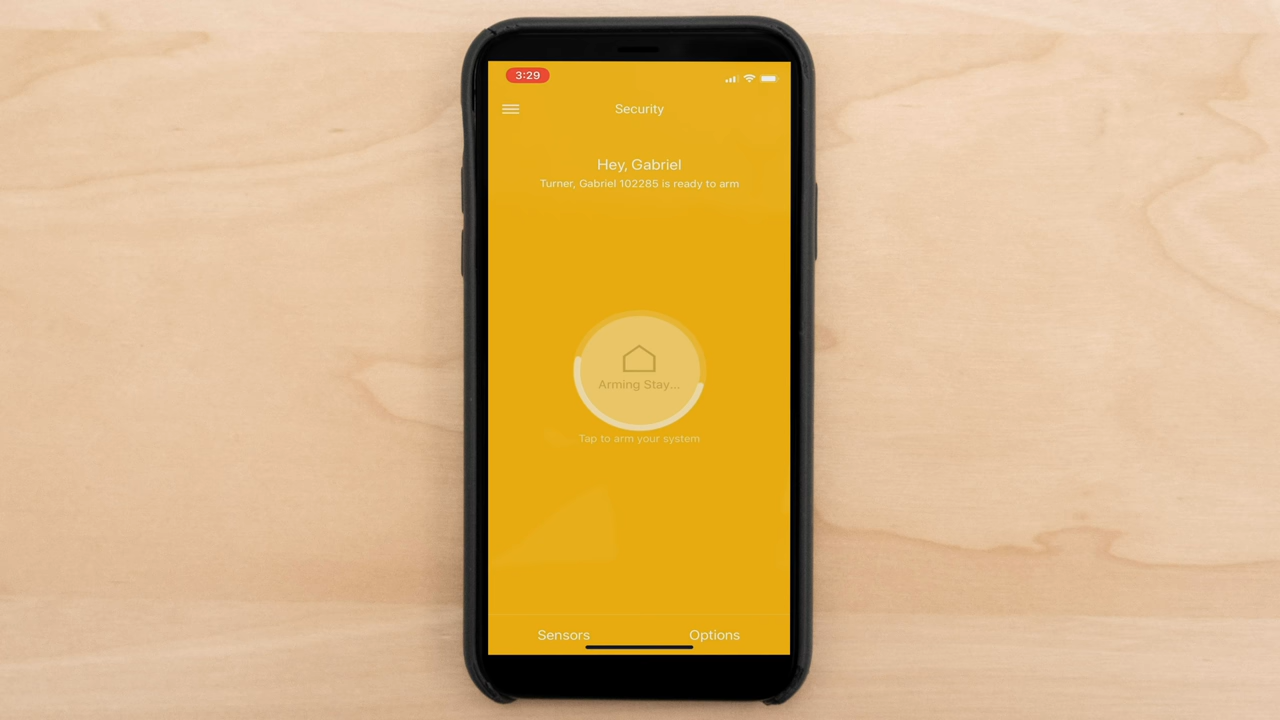 3:29
Security
Hey, Gabriel
Turner, Gabriel 102285 is ready to arm
Arming Stay...
Tap to arm your system
Sensors
Options